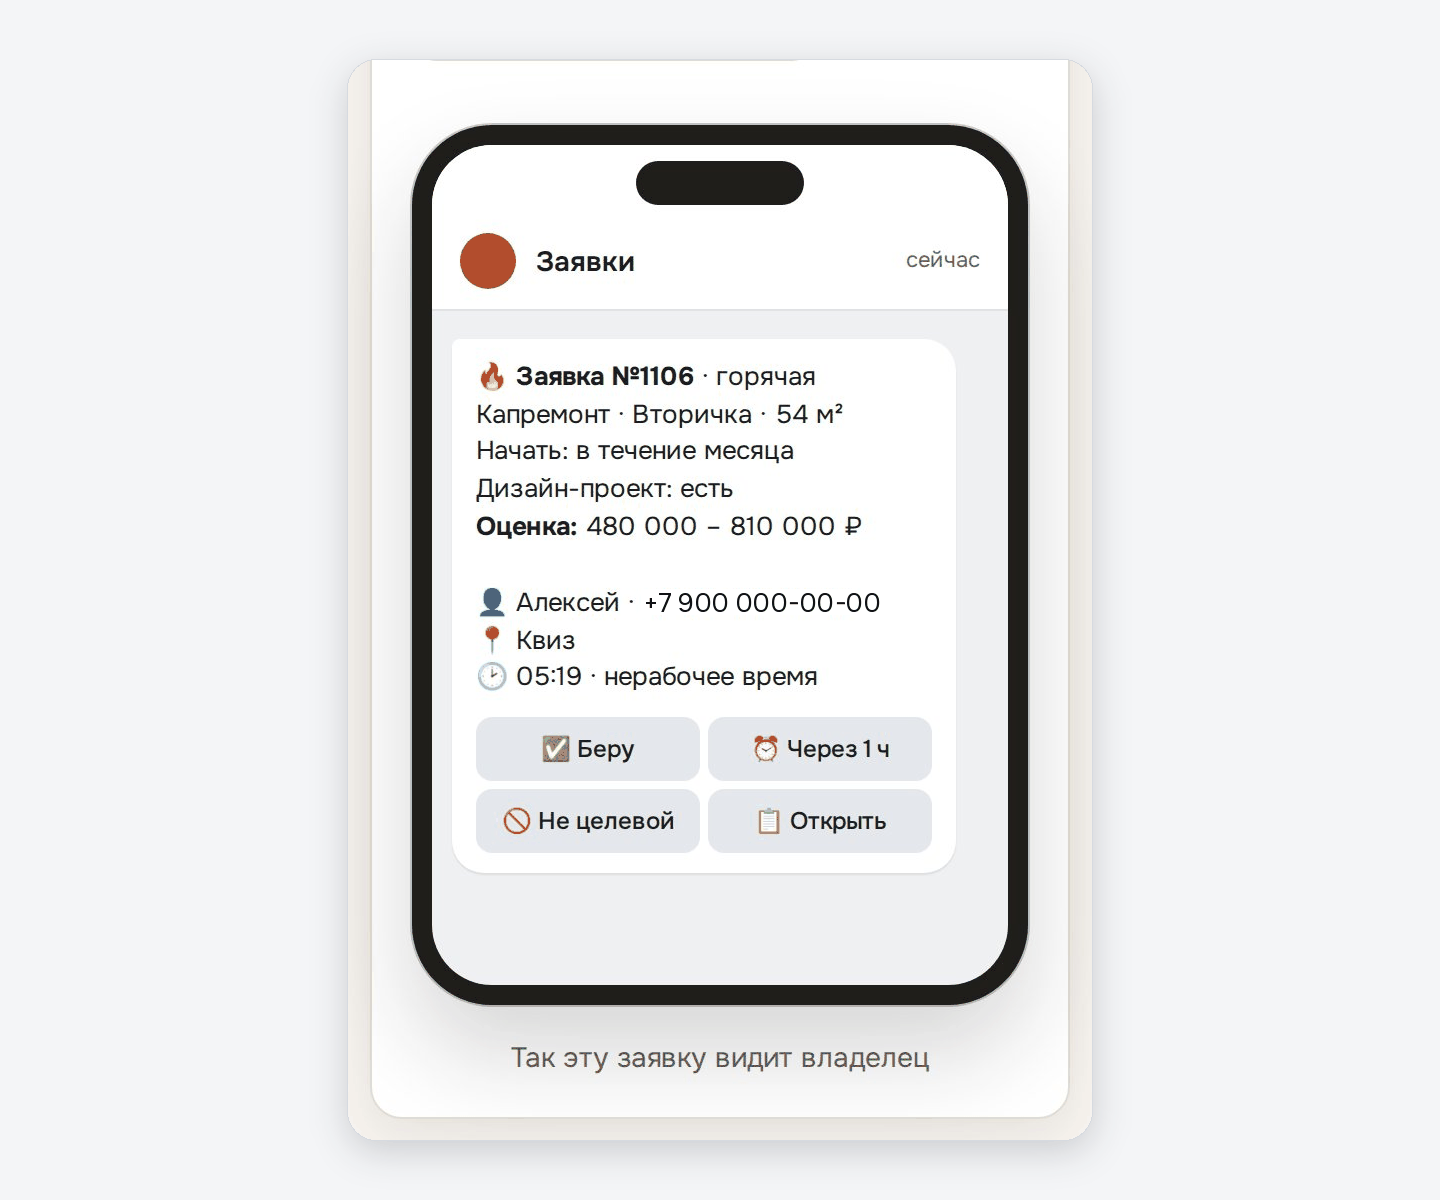 Заявки
сейчас
🔥 Заявка №1106 · горячая
Капремонт · Вторичка · 54 м²
Начать: в течение месяца
Дизайн-проект: есть
Оценка: 480 000 – 810 000 ₽
👤 Алексей · +7 900 000-00-00
📍 Квиз
🕑 05:19 · нерабочее время
☑️ Беру
⏰ Через 1 ч
🚫 Не целевой
📋 Открыть
Так эту заявку видит владелец